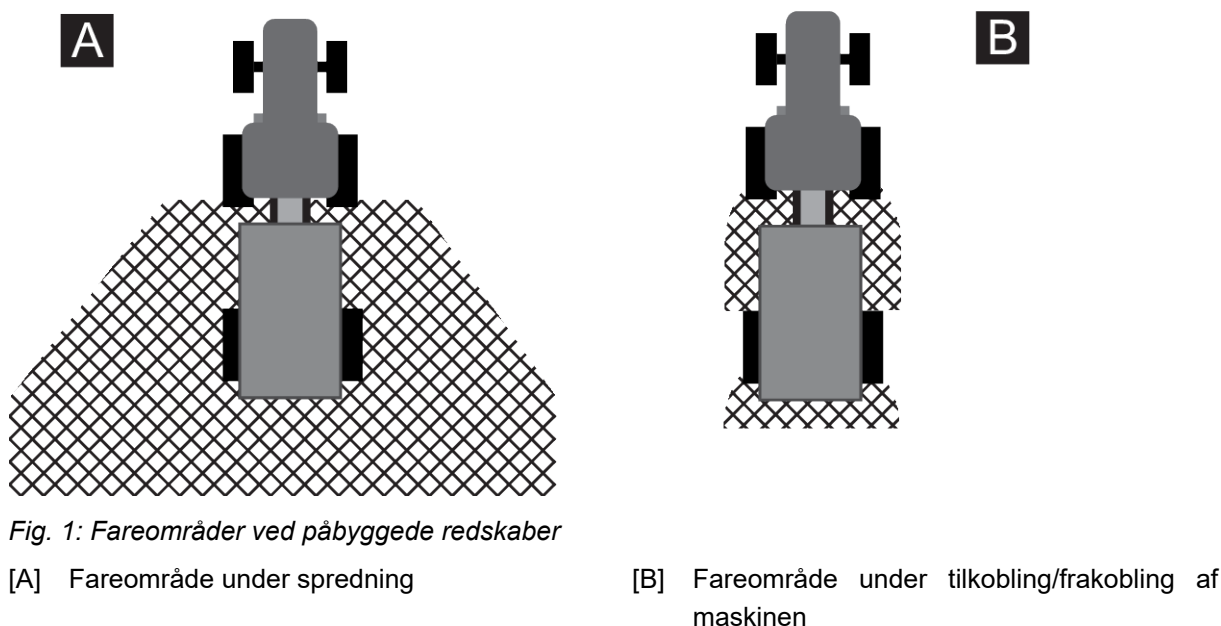 A
B
Fig. 1: Fareområder ved påbyggede redskaber
[A] Fareområde under spredning
[B] Fareområde under tilkobling/frakobling af
maskinen